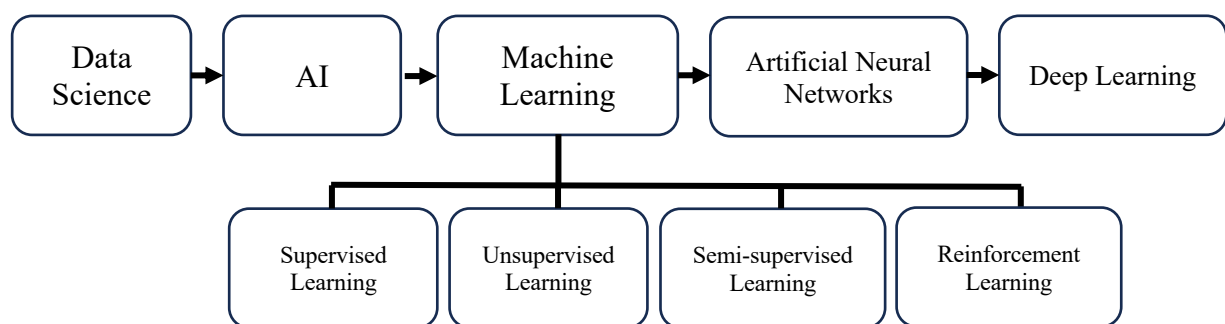 Data
Science
AI
Machine
Learning
Artificial Neural
Networks
Deep Learning
Supervised
Learning
Unsupervised
Learning
Semi-supervised
Learning
Reinforcement
Learning